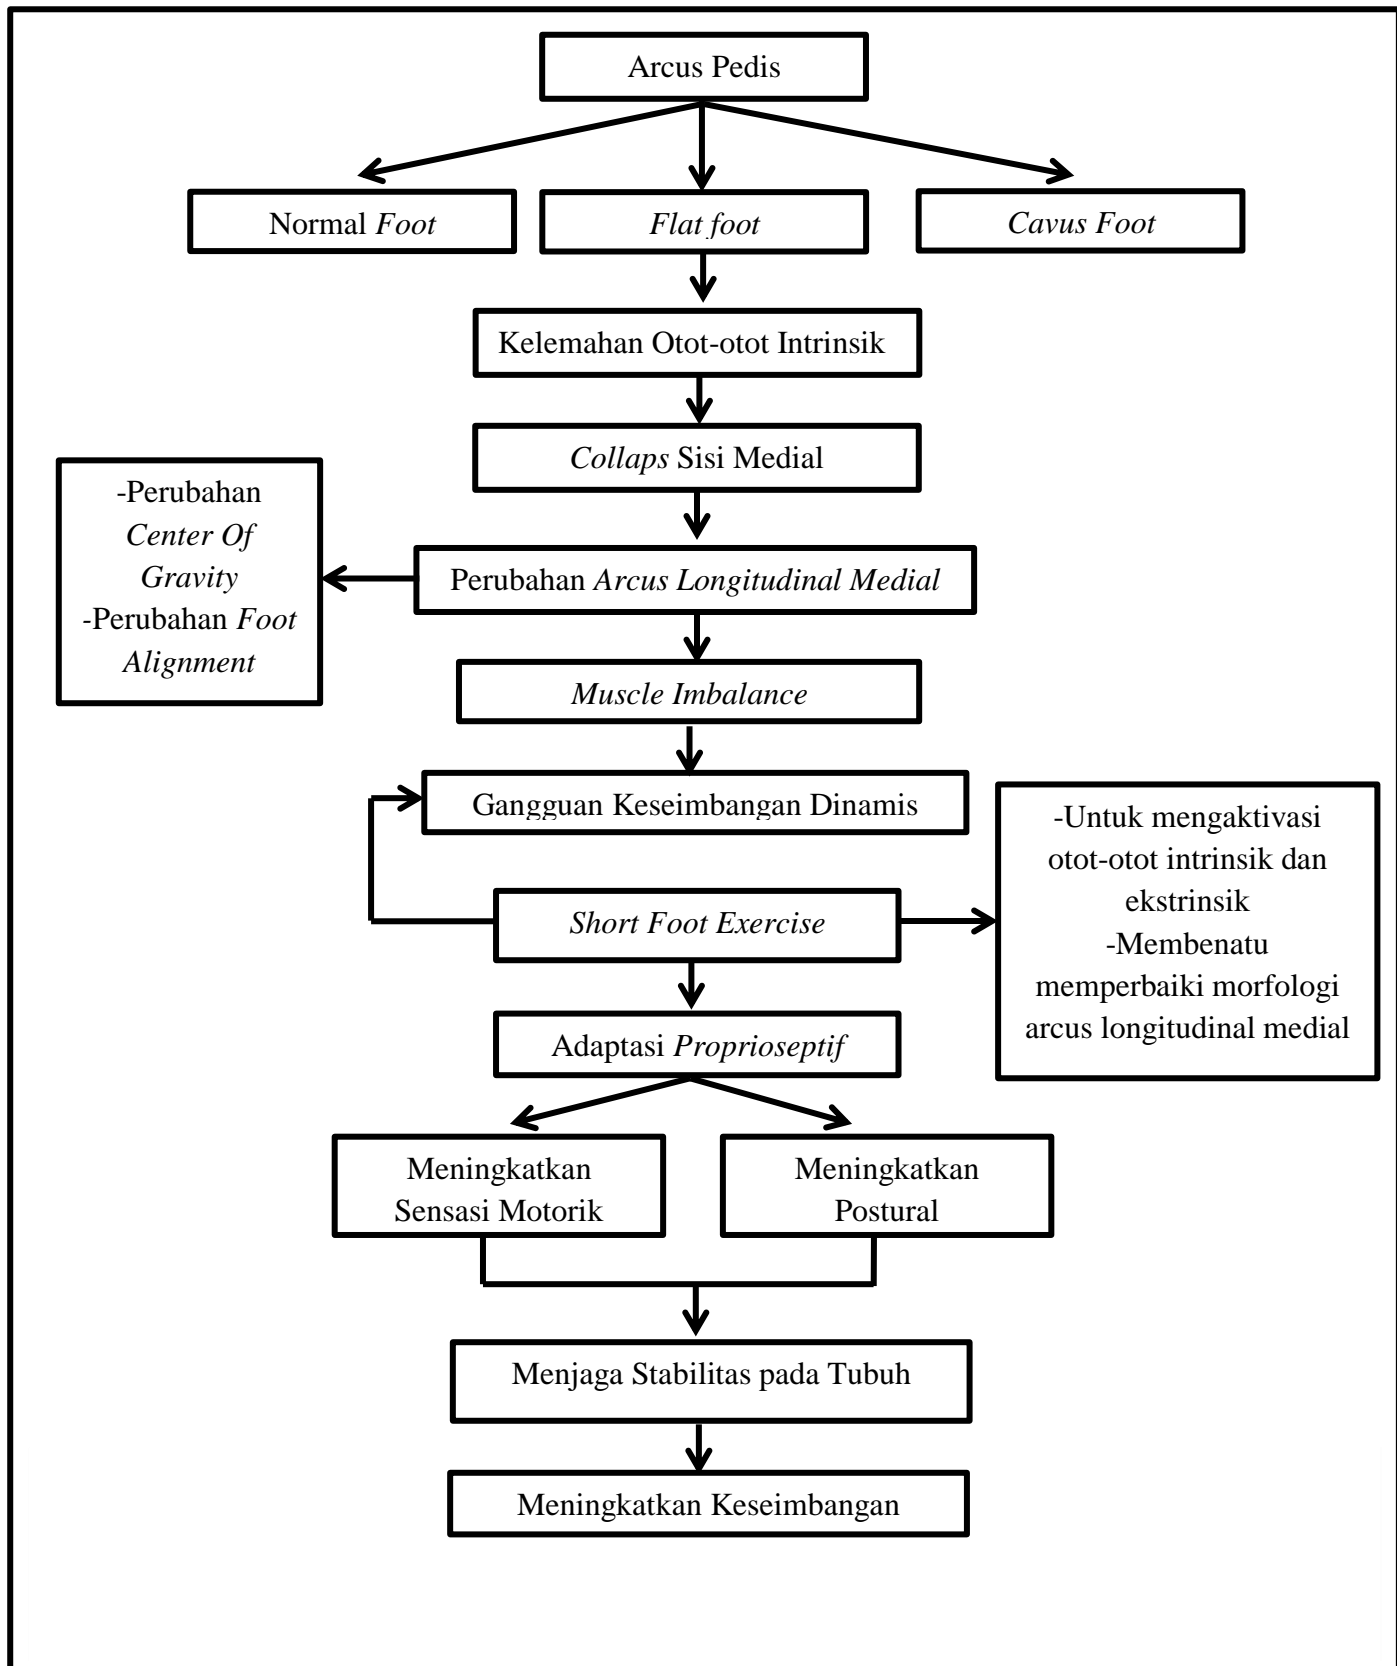 Arcus Pedis
Normal Foot
Flat foot
Cavus Foot
Kelemahan Otot-otot Intrinsik
Collaps Sisi Medial
-Perubahan
Center Of
Gravity
-Perubahan Foot
Alignment
Perubahan Arcus Longitudinal Medial
Muscle Imbalance
Gangguan Keseimbangan Dinamis
-Untuk mengaktivasi
otot-otot intrinsik dan
ekstrinsik
-Membenatu
memperbaiki morfologi
arcus longitudinal medial
Short Foot Exercise
Adaptasi Proprioseptif
Meningkatkan
Sensasi Motorik
Meningkatkan
Postural
Menjaga Stabilitas pada Tubuh
Meningkatkan Keseimbangan